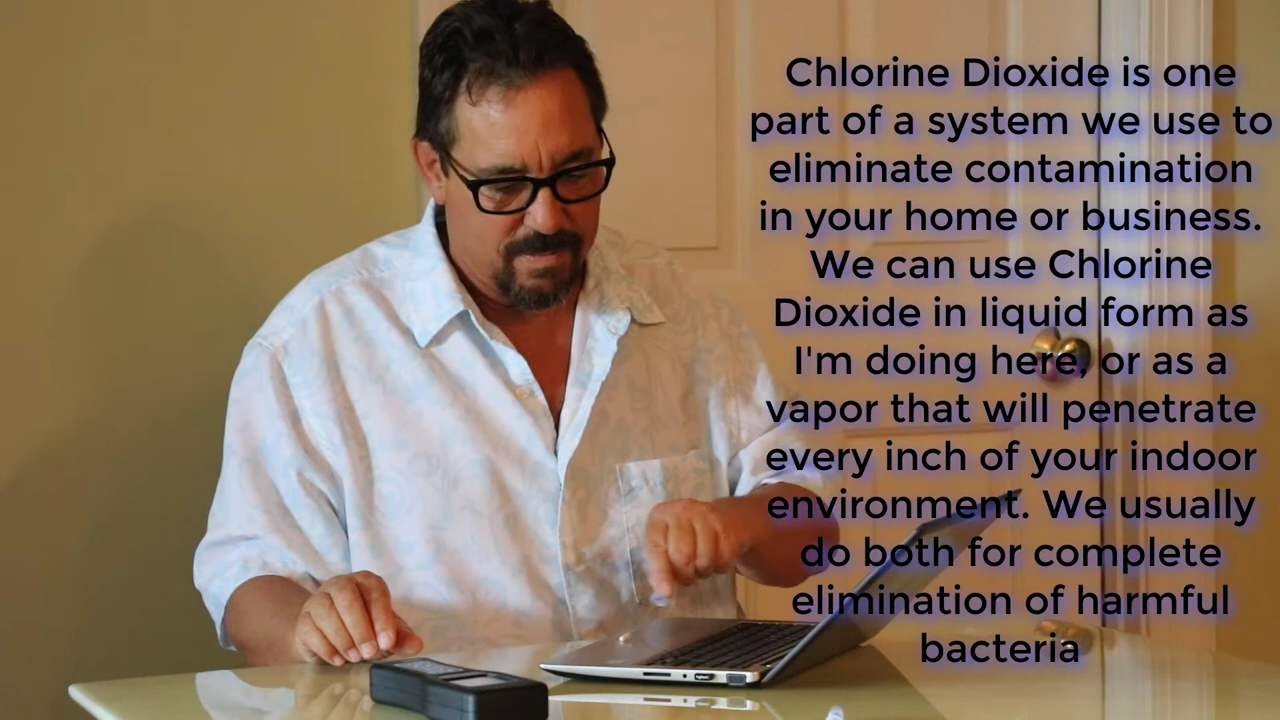 Chlorine Dioxide is one
part of a system we use to
eliminate contamination
in your home or business.
We can use Chlorine
Dioxide in liquid form as
I'm doing here, or as a
vapor that will penetrate
every inch of your indoor
environment. We usually
do both for complete
elimination of harmful
bacteria